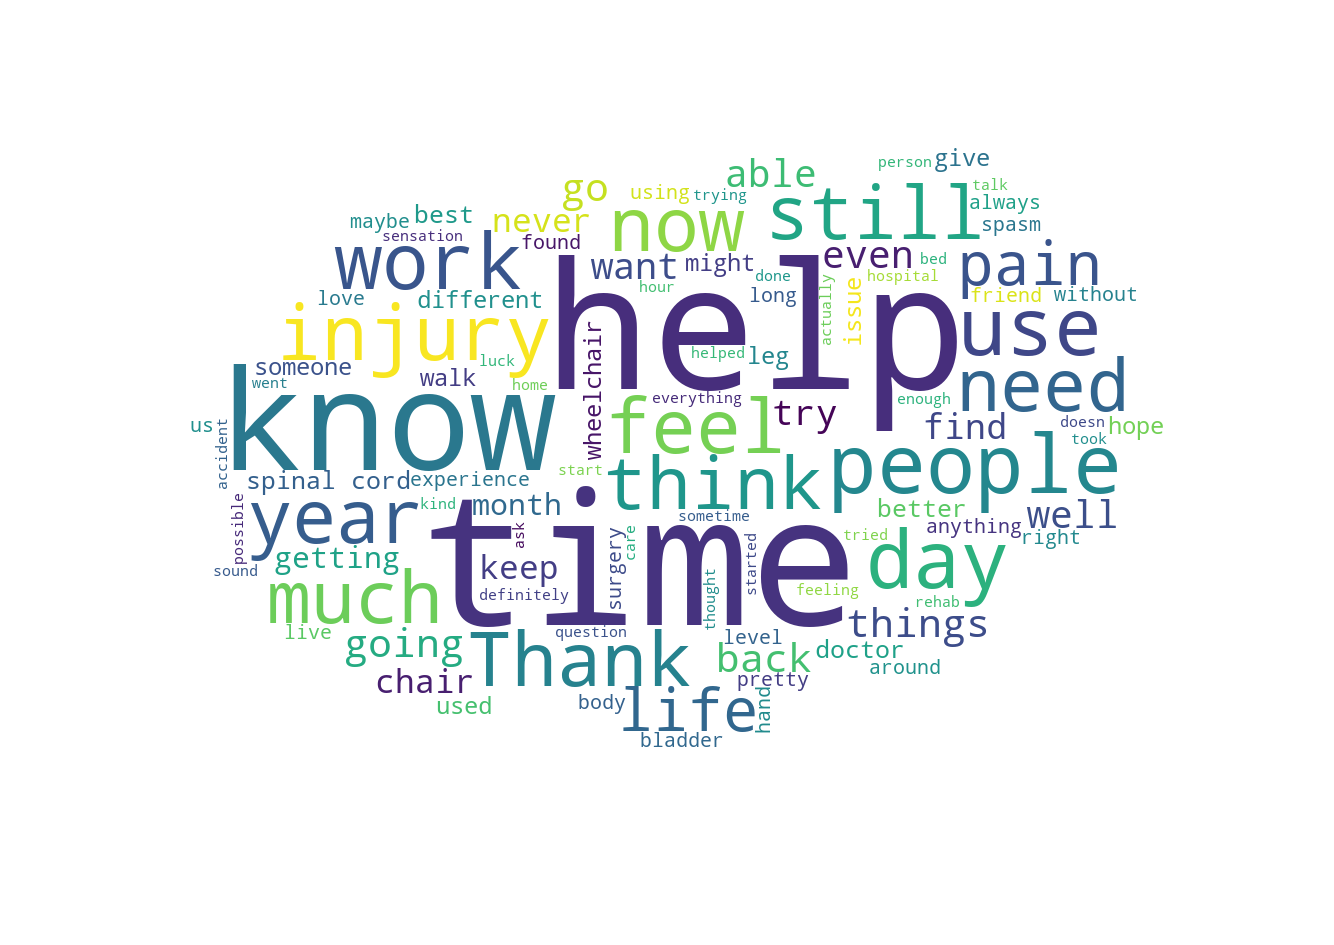 person
give
able
talk
go
using
trying
still
always
maybe
best
never
now
spasm
sensation
found
work
even
pain
want
might
bed
done
hospital
help
love
different
hour
long
actually
issue
friend
without
injury
use
someone
luck
wheelchair
helped
leg
went
walk
home
know
everything
need
enough
us
accident
feel
try
find
doesn
hope
took
people
spinal cord
experience
start
think
possible
year
kind
month
time
ask
sometime
better
well
anything
right
getting
sound
keep
surgery
care
tried
day
started
much
definitely
thought
feeling
rehab
live
going
Thank
question
level
things
back
doctor
around
chair
pretty
used
body
life
hand
bladder